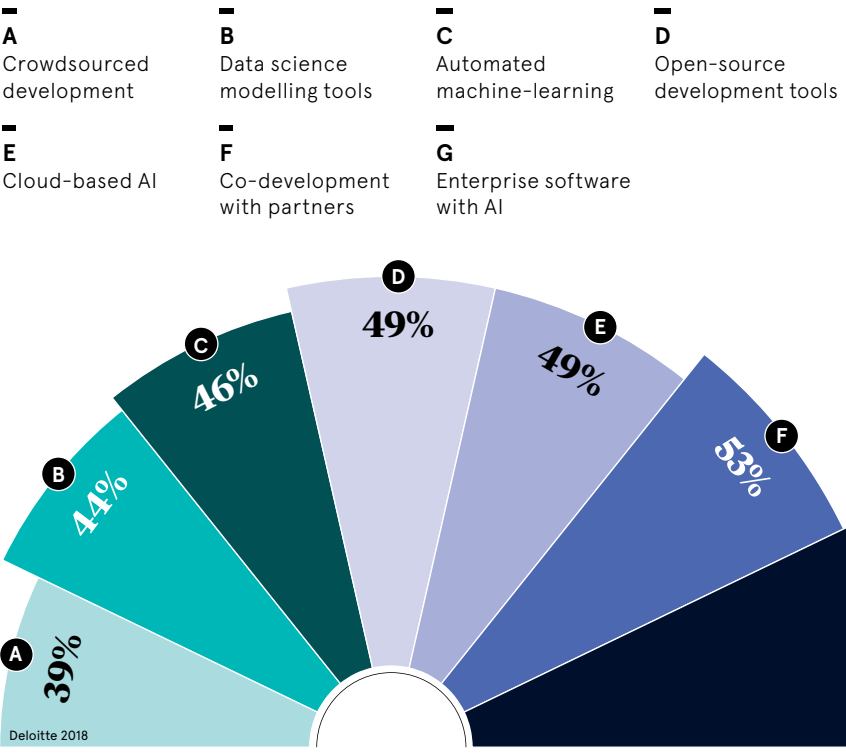 A
Crowdsourced
development
B
Data science
modelling tools
C
Automated
machine-learning
D
Open-source
development tools
E
Cloud-based AI
F
Co-development
with partners
G
Enterprise software
with AI
A
39%
B
44%
C
46%
D
49%
E
49%
F
53%
Deloitte 2018